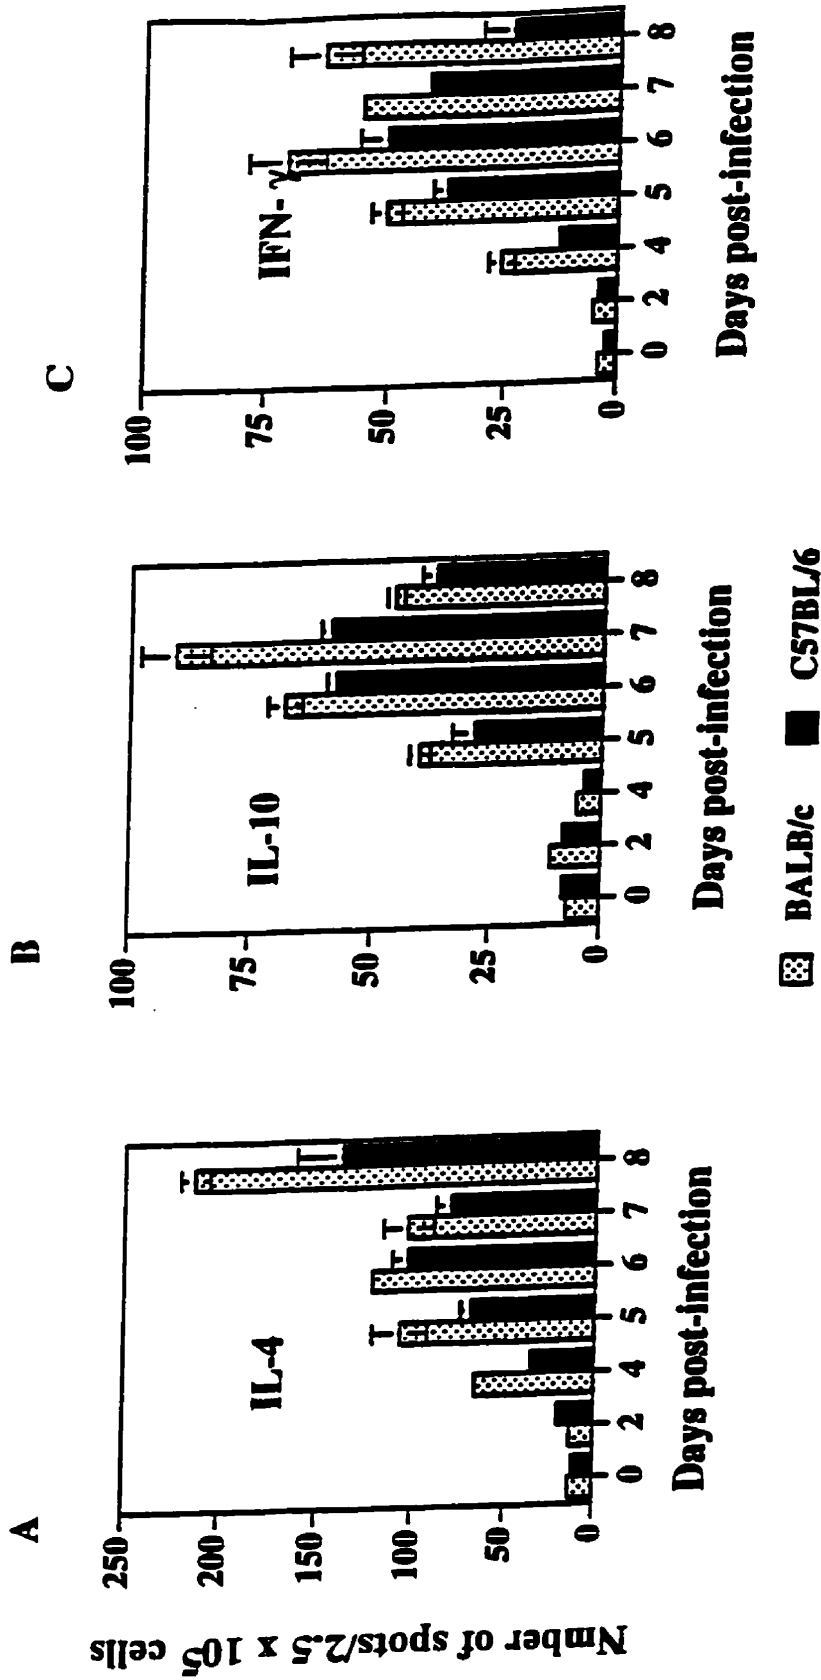 A
Nmber of spots/2.5 x 10⁵ cells
250
200
150
100
50
0
IL-4
0 2 4 5 6 7 8
Days post-infection
B
100
75
50
25
0
IL-10
0 2 4 5 6 7 8
Days post-infection
C
100
75
50
25
0
IFN-γ
0 2 4 5 6 7 8
Days post-infection
BALB/c C57BL/6